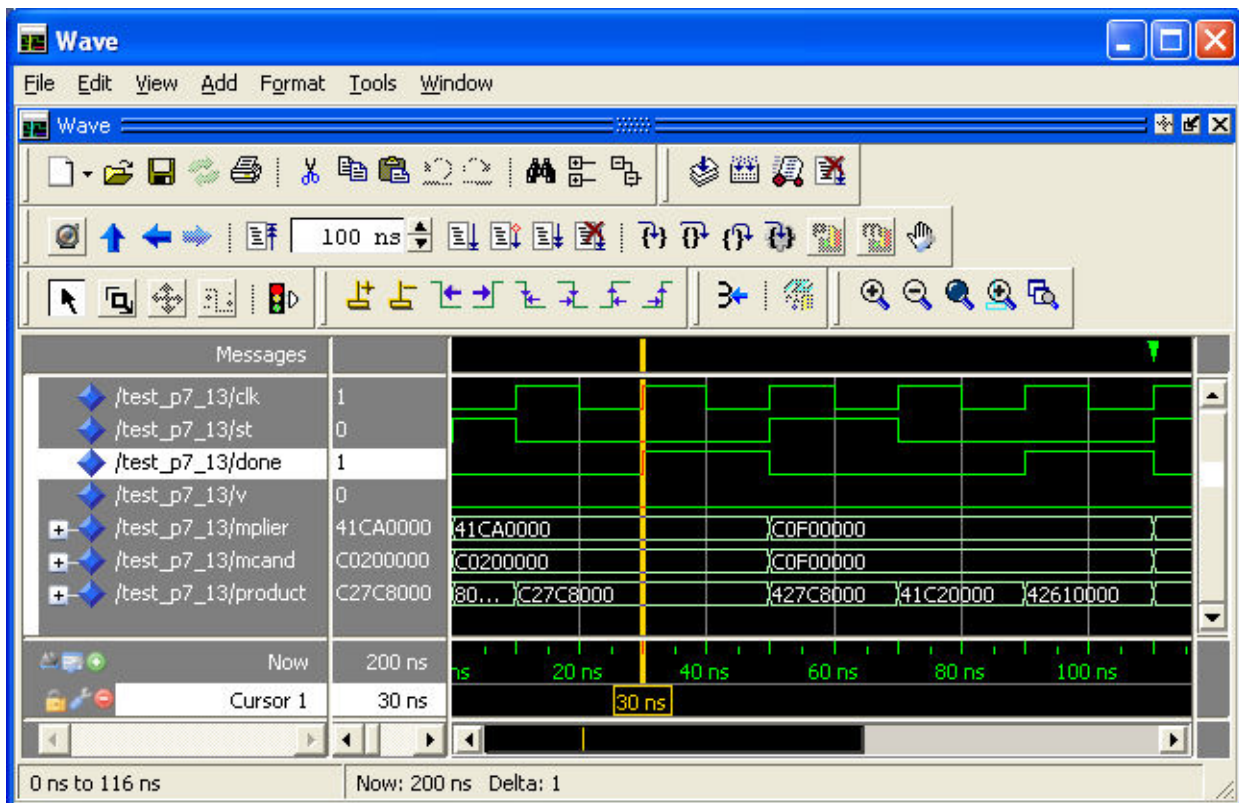 Wave
File Edit View Add Format Tools Window
Wave
100 ns
Messages
/test_p7_13/clk 1
/test_p7_13/st 0
/test_p7_13/done 1
/test_p7_13/v 0
/test_p7_13/mplier 41CA0000 41CA0000 C0F00000
/test_p7_13/mcand C0200000 C0200000 C0F00000
/test_p7_13/product C27C8000 80... C27C8000 427C8000 41C20000 42610000
Now 200 ns ns 20 ns 40 ns 60 ns 80 ns 100 ns
Cursor 1 30 ns 30 ns
0 ns to 116 ns Now: 200 ns Delta: 1